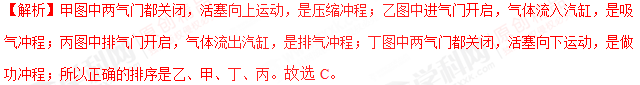 【解析】甲图中两气门都关闭，活塞向上运动，是压缩冲程；乙图中进气门开启，气体流入汽缸，是吸
气冲程；丙图中排气门开启，气体流出汽缸，是排气冲程；丁图中两气门都关闭，活塞向下运动，是做
功冲程；所以正确的排序是乙、甲、丁、丙。故选 C。